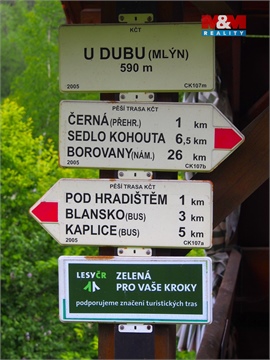 M&M
REALITY
KČT
U DUBU (MLÝN)
590 m
CK107m
PĚŠÍ TRASA KČT
ČERNÁ (PŘEHR.) 1 km
SEDLO KOHOUTA 6,5 km
BOROVANY (NÁM.) 26 km
2005 CK107b
PĚŠÍ TRASA KČT
POD HRADIŠTĚM 1 km
BLANSKO (BUS) 3 km
KAPLICE (BUS) 5 km
2005 CK107a
LESY ČR
ZELENÁ
PRO VAŠE KROKY
podporujeme značení turistických tras